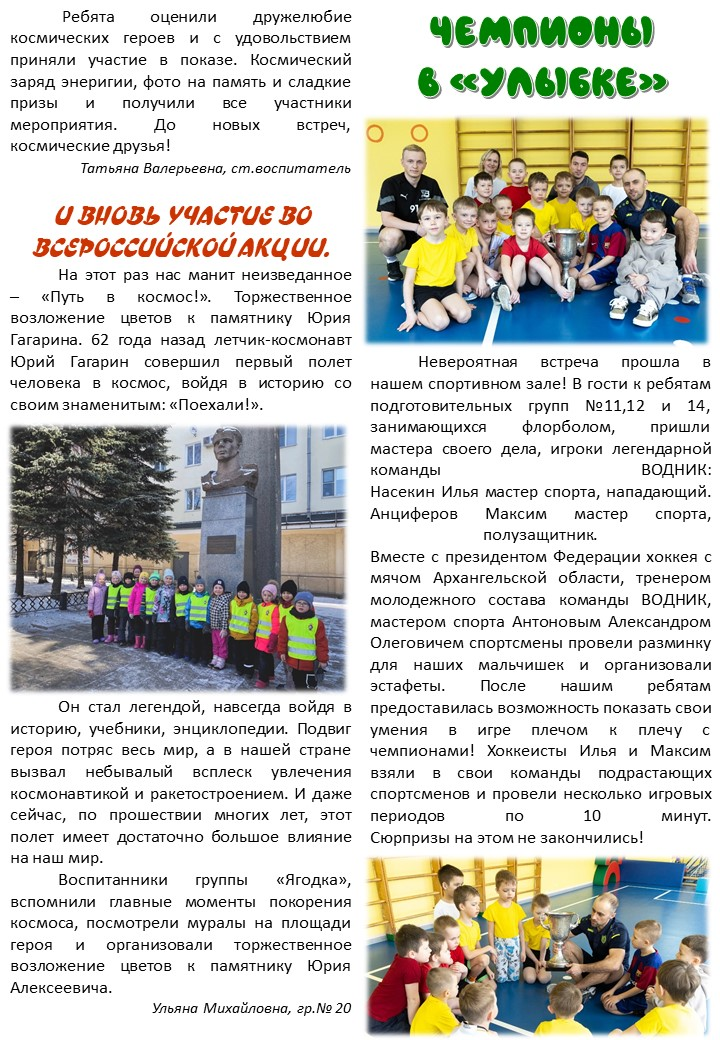 Ребята оценили дружелюбие
космических героев и с удовольствием
приняли участие в показе. Космический
заряд энеригии, фото на память и сладкие
призы и получили все участники
мероприятия. До новых встреч,
космические друзья!
Татьяна Валерьевна, ст.воспитатель
И ВНОВЬ УЧАСТИЕ ВО
ВСЕРОССИЙСКОЙ АКЦИИ.
На этот раз нас манит неизведанное
– «Путь в космос!». Торжественное
возложение цветов к памятнику Юрия
Гагарина. 62 года назад летчик-космонавт
Юрий Гагарин совершил первый полет
человека в космос, войдя в историю со
своим знаменитым: «Поехали!».
Он стал легендой, навсегда войдя в
историю, учебники, энциклопедии. Подвиг
героя потряс весь мир, а в нашей стране
вызвал небывалый всплеск увлечения
космонавтикой и ракетостроением. И даже
сейчас, по прошествии многих лет, этот
полет имеет достаточно большое влияние
на наш мир.
Воспитанники группы «Ягодка»,
вспомнили главные моменты покорения
космоса, посмотрели муралы на площади
героя и организовали торжественное
возложение цветов к памятнику Юрия
Алексеевича.
Ульяна Михайловна, гр.№ 20
ЧЕМПИОНЫ
В «УЛЫБКЕ»
91
Невероятная встреча прошла в
нашем спортивном зале! В гости к ребятам
подготовительных групп №11,12 и 14,
занимающихся флорболом, пришли
мастера своего дела, игроки легендарной
команды ВОДНИК:
Насекин Илья мастер спорта, нападающий.
Анциферов Максим мастер спорта,
полузащитник.
Вместе с президентом Федерации хоккея с
мячом Архангельской области, тренером
молодежного состава команды ВОДНИК,
мастером спорта Антоновым Александром
Олеговичем спортсмены провели разминку
для наших мальчишек и организовали
эстафеты. После нашим ребятам
предоставилась возможность показать свои
умения в игре плечом к плечу с
чемпионами! Хоккеисты Илья и Максим
взяли в свои команды подрастающих
спортсменов и провели несколько игровых
периодов по 10 минут.
Сюрпризы на этом не закончились!